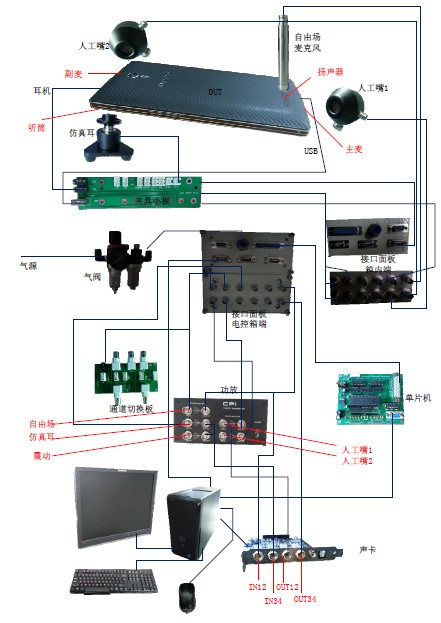 自由场
麦克风
人工嘴2
副麦
扬声器
人工嘴1
耳机
DUT
听筒
仿真耳
USB
主麦
夹具小板
接口面板
箱内端
气源
气阀
接口面板
电控箱端
通道切换板
功放
单片机
CPI
自由场
仿真耳
震动
人工嘴1
人工嘴2
声卡
IN12
OUT12
IN34
OUT34